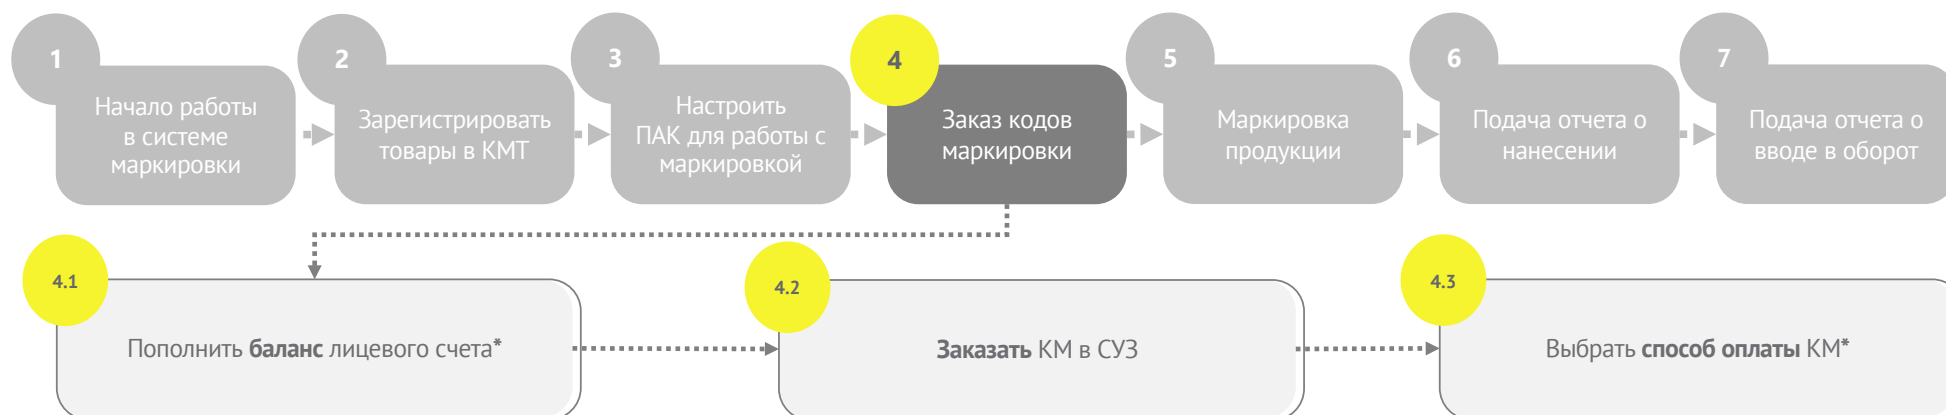 1
Начало работы
в системе
маркировки
2
Зарегистрировать
товары в КМТ
3
Настроить
ПАК для работы с
маркировкой
4
Заказ кодов
маркировки
5
Маркировка
продукции
6
Подача отчета о
нанесении
7
Подача отчета о
вводе в оборот
4.1
Пополнить баланс лицевого счета*
4.2
Заказать КМ в СУЗ
4.3
Выбрать способ оплаты КМ*